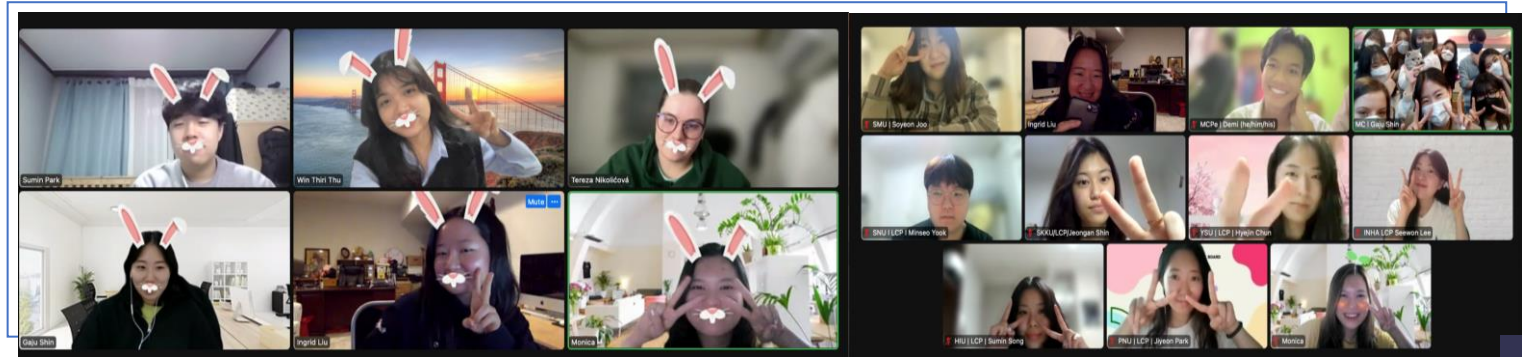 Sumin Park
Win Thiri Thu
Tereza Nikoličová
Mute
Gaju Shin
Ingrid Liu
Monica
SMU | Soyeon Joo
Ingrid Liu
MCPe | Demi (he/him/his)
MC | Gaju Shin
SNU | LCP | Minseo Yook
SKKU/LCP/Jeongan Shin
YSU | LCP | Hyejin Chun
INHA LCP Seewon Lee
HIU | LCP | Sumin Song
PNU | LCP | Jiyeon Park
BOARD
Monica